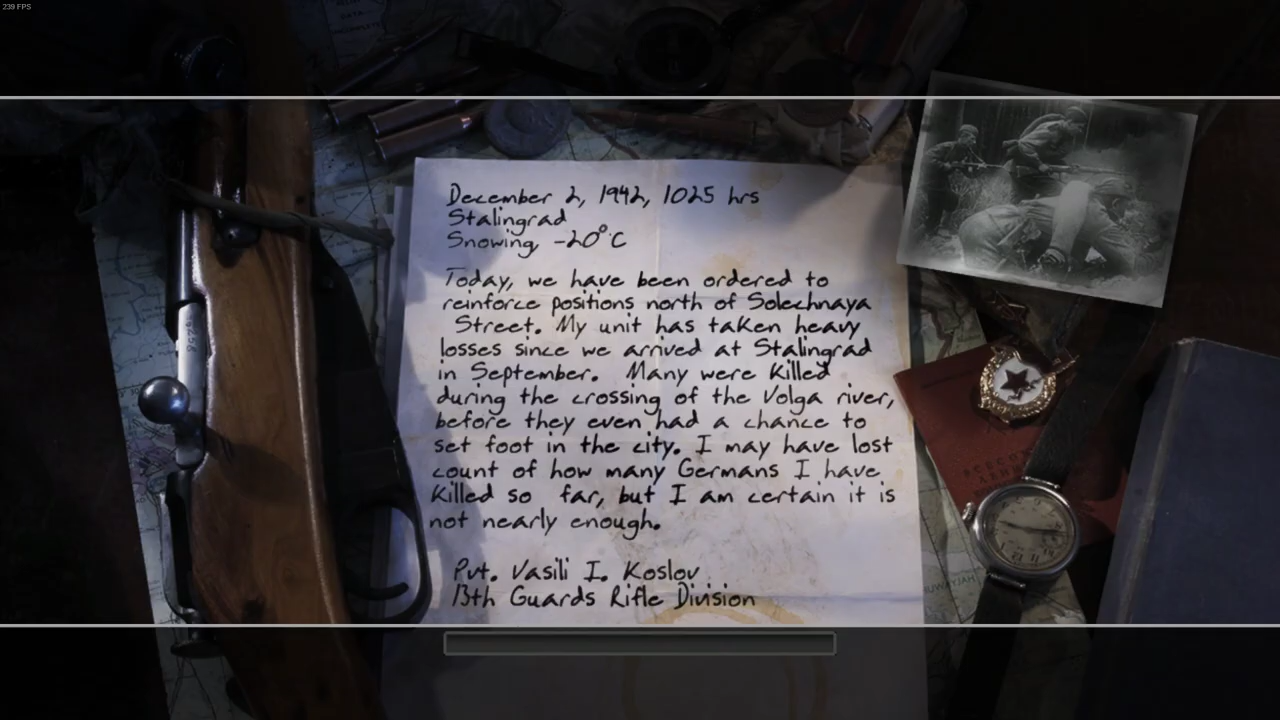 239 FPS
December 2, 1942, 1025 hrs
Stalingrad
Snowing -20°C
Today, we have been ordered to
reinforce positions north of Solechnaya
Street. My unit has taken heavy
losses since we arrived at Stalingrad
in September. Many were killed
during the crossing of the Volga river,
before they even had a chance to
set foot in the city. I may have lost
count of how many Germans I have
killed so far, but I am certain it is
not nearly enough.
Pvt. Vasili I. Koslov
13th Guards Rifle Division